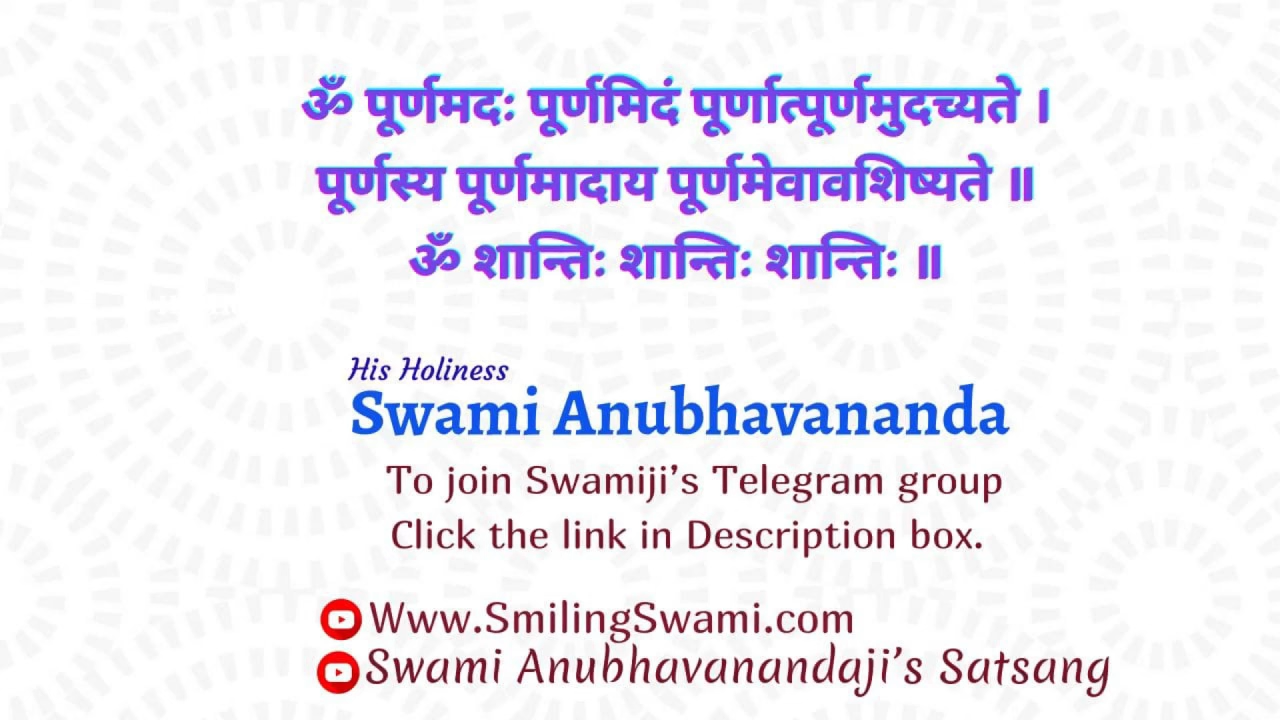 ॐ पूर्णमदः पूर्णमिदं पूर्णात्पूर्णमुदच्यते ।
पूर्णस्य पूर्णमादाय पूर्णमेवावशिष्यते ॥
ॐ शान्तिः शान्तिः शान्तिः ॥
His Holiness
Swami Anubhavananda
To join Swamiji’s Telegram group
Click the link in Description box.
Www.SmilingSwami.com
Swami Anubhavanandaji’s Satsang